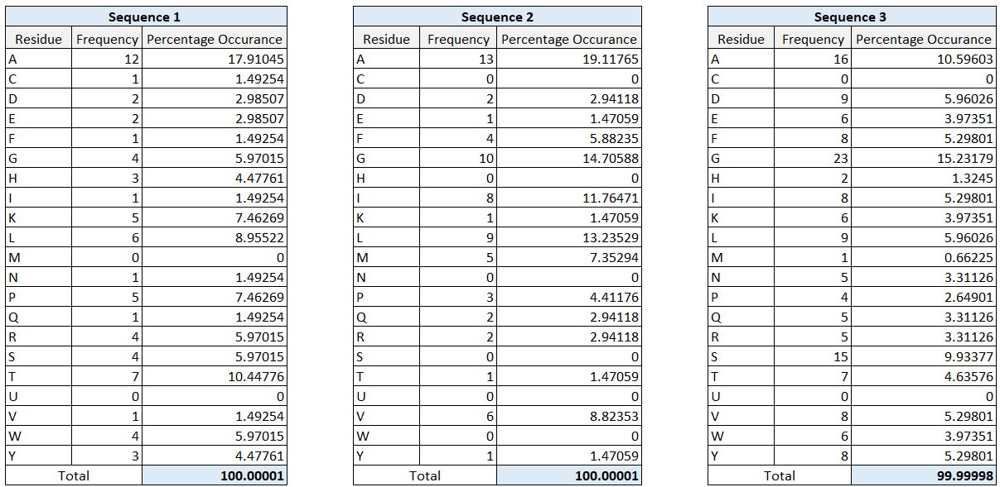 Sequence 1 Sequence 2 Sequence 3
Residue Frequency Percentage Occurance Residue Frequency Percentage Occurance Residue Frequency Percentage Occurance
A 12 17.91045 A 13 19.11765 A 16 10.59603
C 1 1.49254 C 0 0 C 0 0
D 2 2.98507 D 2 2.94118 D 9 5.96026
E 2 2.98507 E 1 1.47059 E 6 3.97351
F 1 1.49254 F 4 5.88235 F 8 5.29801
G 4 5.97015 G 10 14.70588 G 23 15.23179
H 3 4.47761 H 0 0 H 2 1.3245
I 1 1.49254 I 8 11.76471 I 8 5.29801
K 5 7.46269 K 1 1.47059 K 6 3.97351
L 6 8.95522 L 9 13.23529 L 9 5.96026
M 0 0 M 5 7.35294 M 1 0.66225
N 1 1.49254 N 0 0 N 5 3.31126
P 5 7.46269 P 3 4.41176 P 4 2.64901
Q 1 1.49254 Q 2 2.94118 Q 5 3.31126
R 4 5.97015 R 2 2.94118 R 5 3.31126
S 4 5.97015 S 0 0 S 15 9.93377
T 7 10.44776 T 1 1.47059 T 7 4.63576
U 0 0 U 0 0 U 0 0
V 1 1.49254 V 6 8.82353 V 8 5.29801
W 4 5.97015 W 0 0 W 6 3.97351
Y 3 4.47761 Y 1 1.47059 Y 8 5.29801
Total 100.00001 Total 100.00001 Total 99.99998